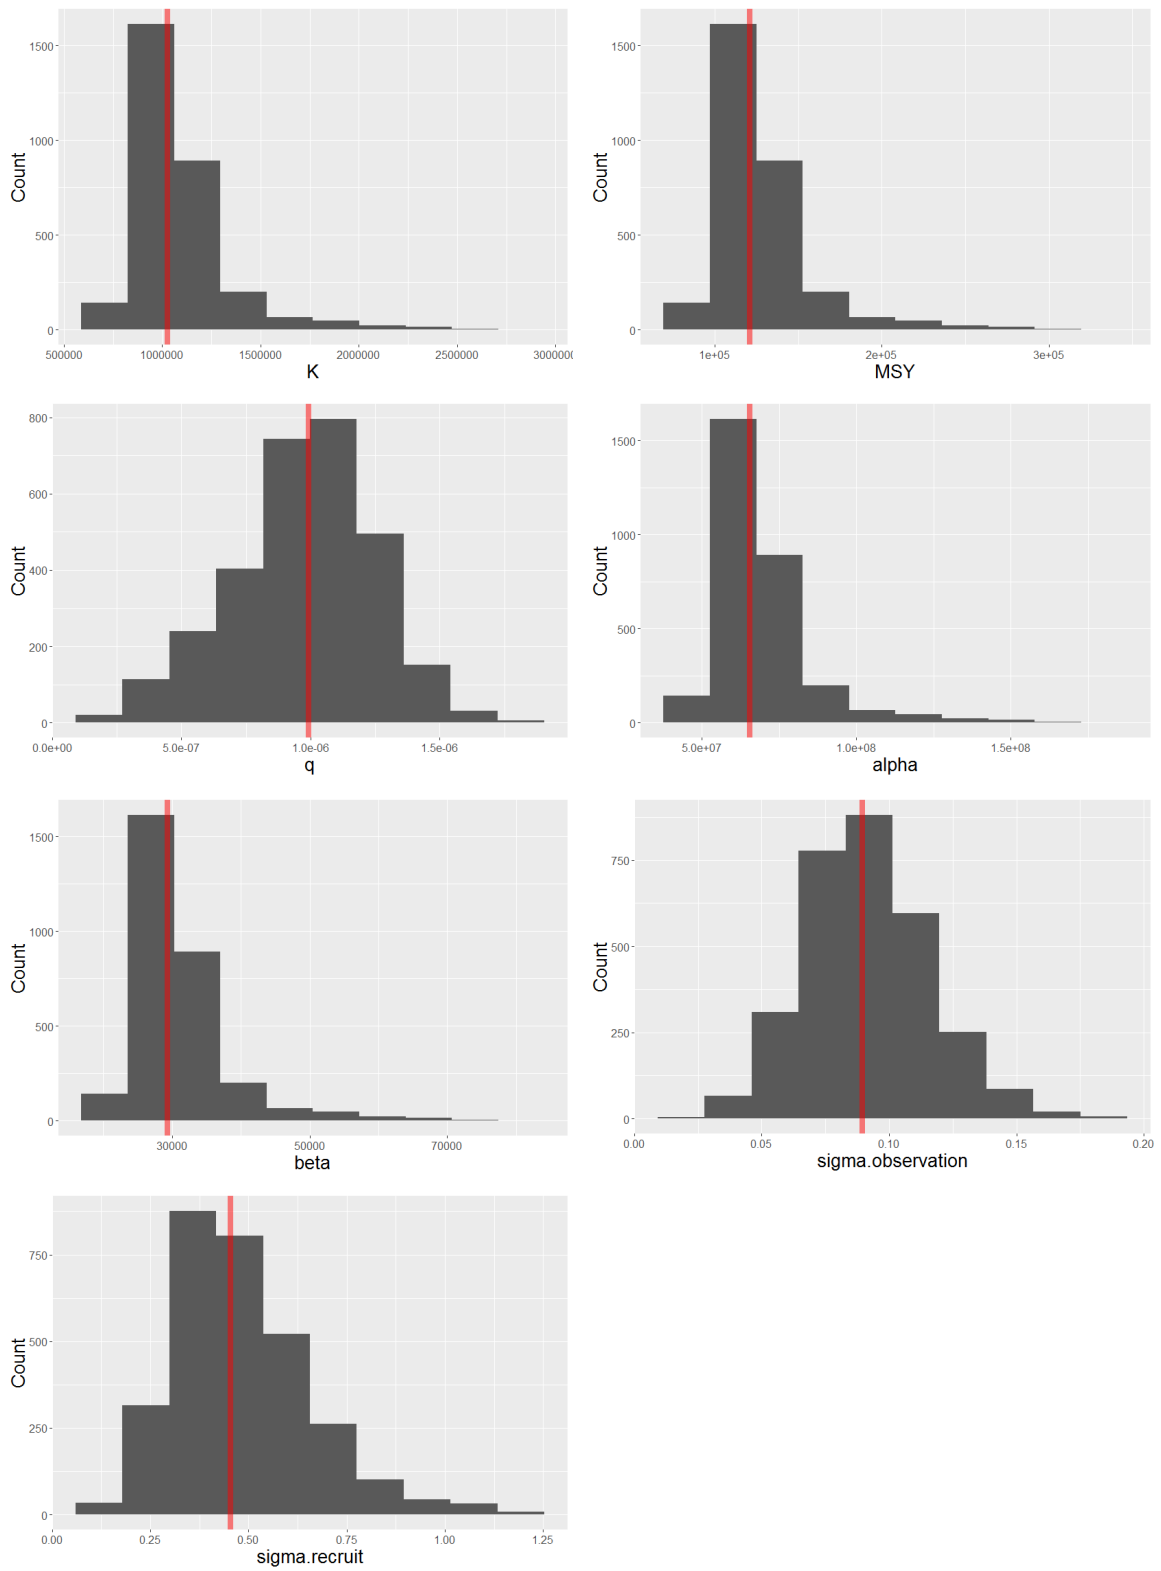 1500
1000
500
0
Count
500000 1000000 1500000 2000000 2500000 3000000
K
1500
1000
500
0
Count
1e+05 2e+05 3e+05
MSY
800
600
400
200
0
Count
0.0e+00 5.0e-07 1.0e-06 1.5e-06
q
1500
1000
500
0
Count
5.0e+07 1.0e+08 1.5e+08
alpha
1500
1000
500
0
Count
30000 50000 70000
beta
750
500
250
0
Count
0.00 0.05 0.10 0.15 0.20
sigma.observation
750
500
250
0
Count
0.00 0.25 0.50 0.75 1.00 1.25
sigma.recruit